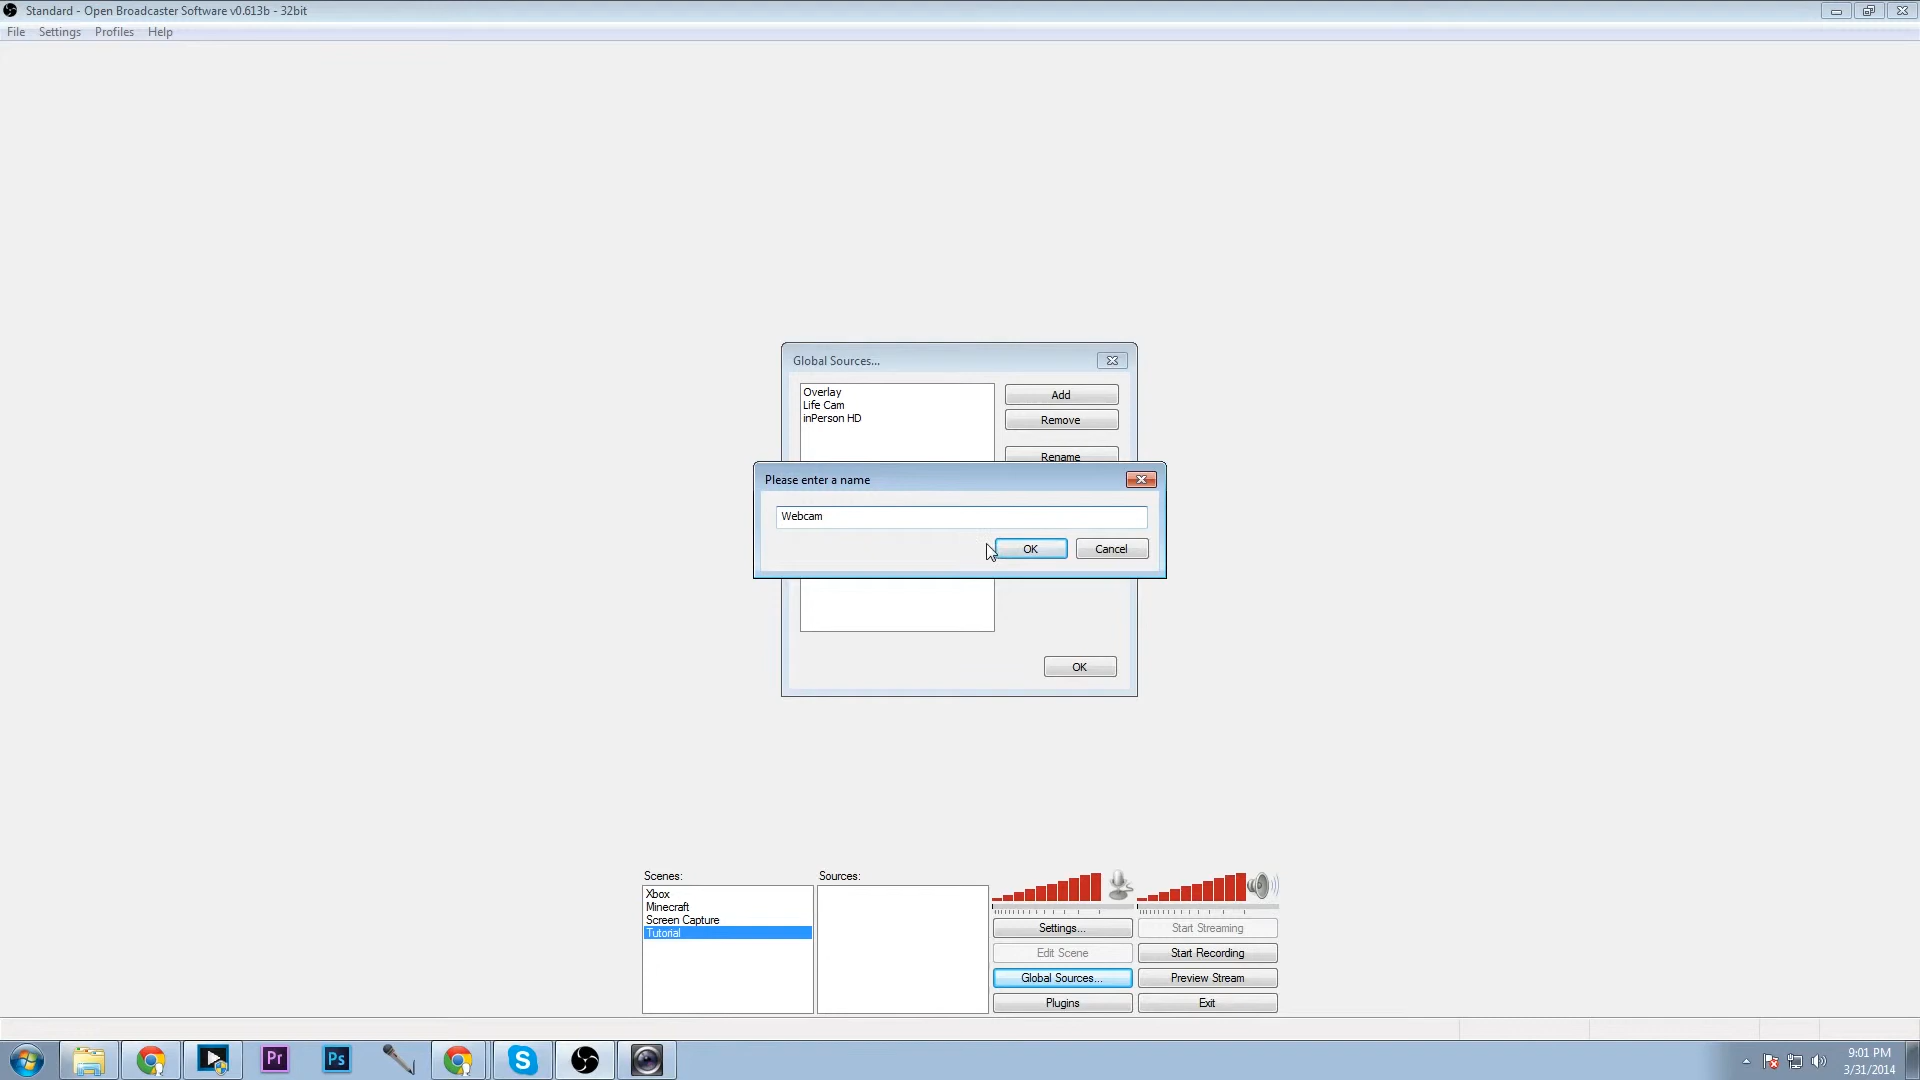 Standard - Open Broadcaster Software v0.613b - 32bit
File Settings Profiles Help
Global Sources...
Overlay
Life Cam
inPerson HD
Add
Remove
Rename
Please enter a name
Webcam
OK
Cancel
OK
Scenes:
Xbox
Minecraft
Screen Capture
Tutorial
Sources:
Settings...
Start Streaming
Edit Scene
Start Recording
Global Sources...
Preview Stream
Plugins
Exit
Pr
Ps
9:01 PM
3/31/2014